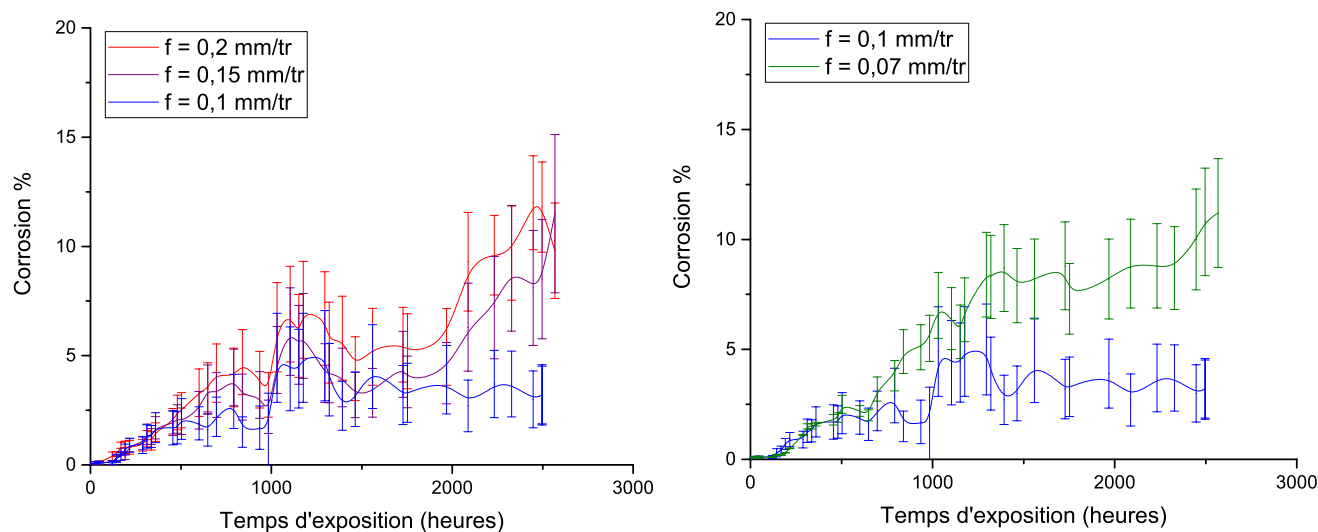 f = 0,2 mm/tr
f = 0,15 mm/tr
f = 0,1 mm/tr
Corrosion %
20
15
10
5
0
0 1000 2000 3000
Temps d'exposition (heures)
f = 0,1 mm/tr
f = 0,07 mm/tr
Corrosion %
20
15
10
5
0
0 1000 2000 3000
Temps d'exposition (heures)